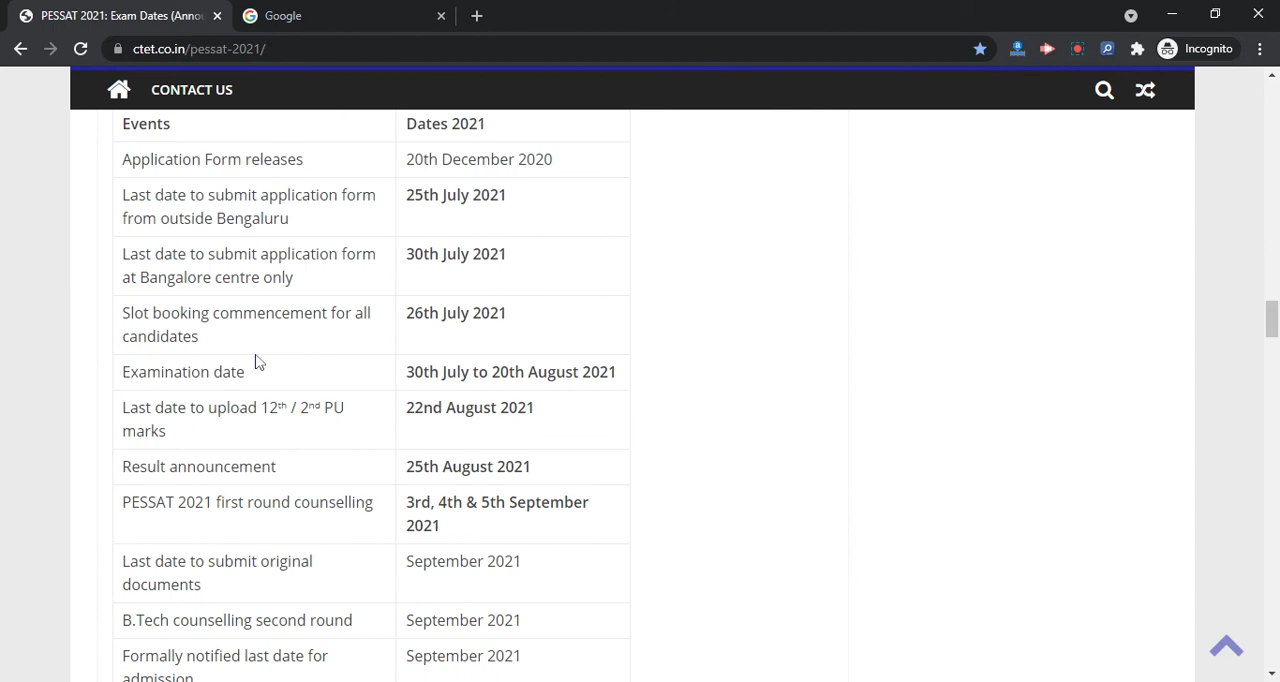 PESSAT 2021: Exam Dates (Annou
Google
ctet.co.in/pessat-2021/
Incognito
CONTACT US
Events
Dates 2021
Application Form releases
20th December 2020
Last date to submit application form
from outside Bengaluru
25th July 2021
Last date to submit application form
at Bangalore centre only
30th July 2021
Slot booking commencement for all
candidates
26th July 2021
Examination date
30th July to 20th August 2021
Last date to upload 12th / 2nd PU
marks
22nd August 2021
Result announcement
25th August 2021
PESSAT 2021 first round counselling
3rd, 4th & 5th September
2021
Last date to submit original
documents
September 2021
B.Tech counselling second round
September 2021
Formally notified last date for
admission
September 2021